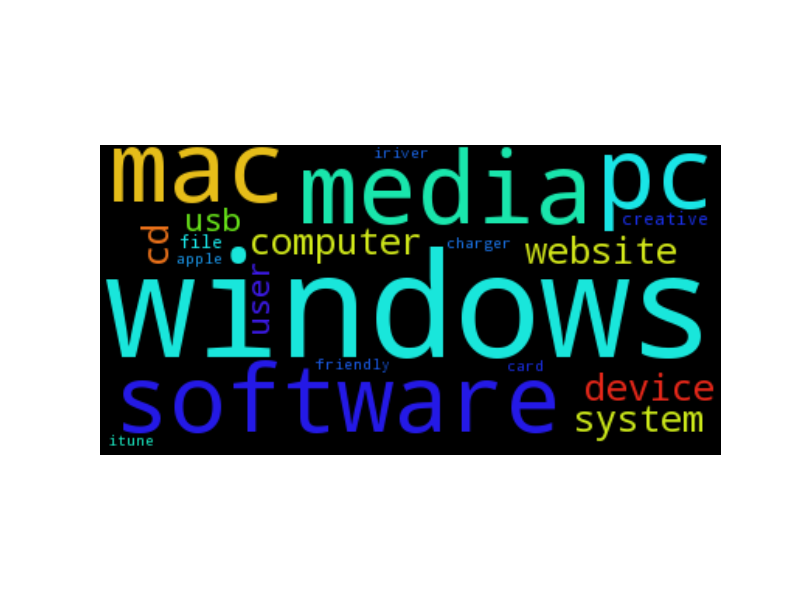 mac
iriver
media
pc
usb
creative
cd
file
computer
charger
website
apple
user
windows
friendly
card
software
device
system
itune